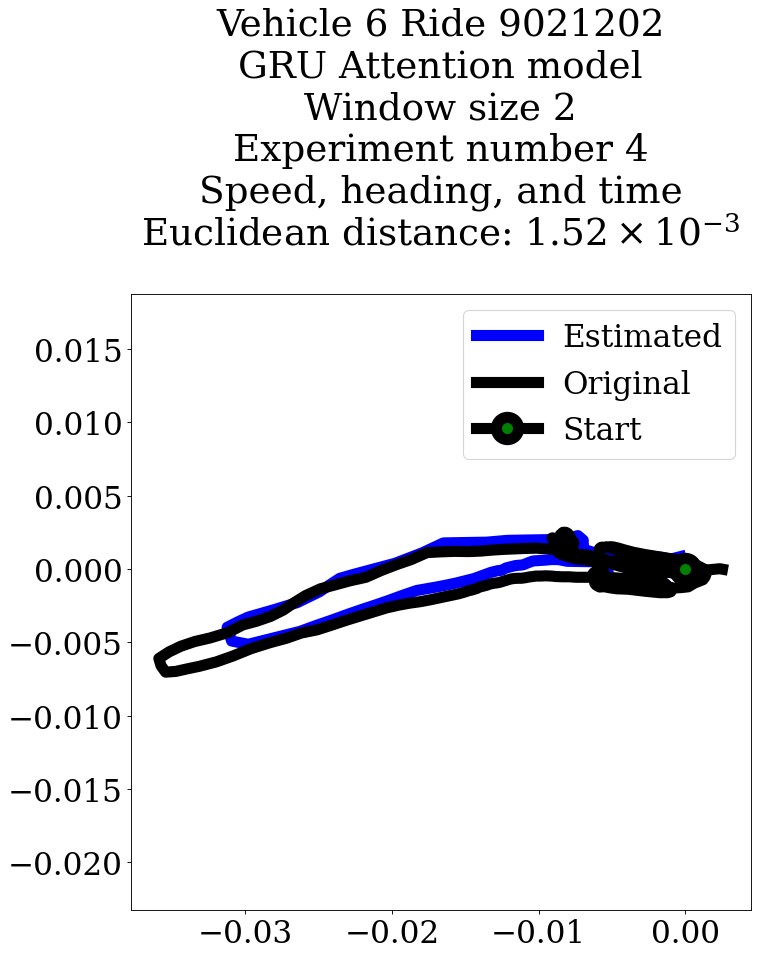 Vehicle 6 Ride 9021202
GRU Attention model
Window size 2
Experiment number 4
Speed, heading, and time
Euclidean distance: 1.52 × 10⁻³
Estimated
Original
Start
0.015
0.010
0.005
0.000
−0.005
−0.010
−0.015
−0.020
−0.03 −0.02 −0.01 0.00